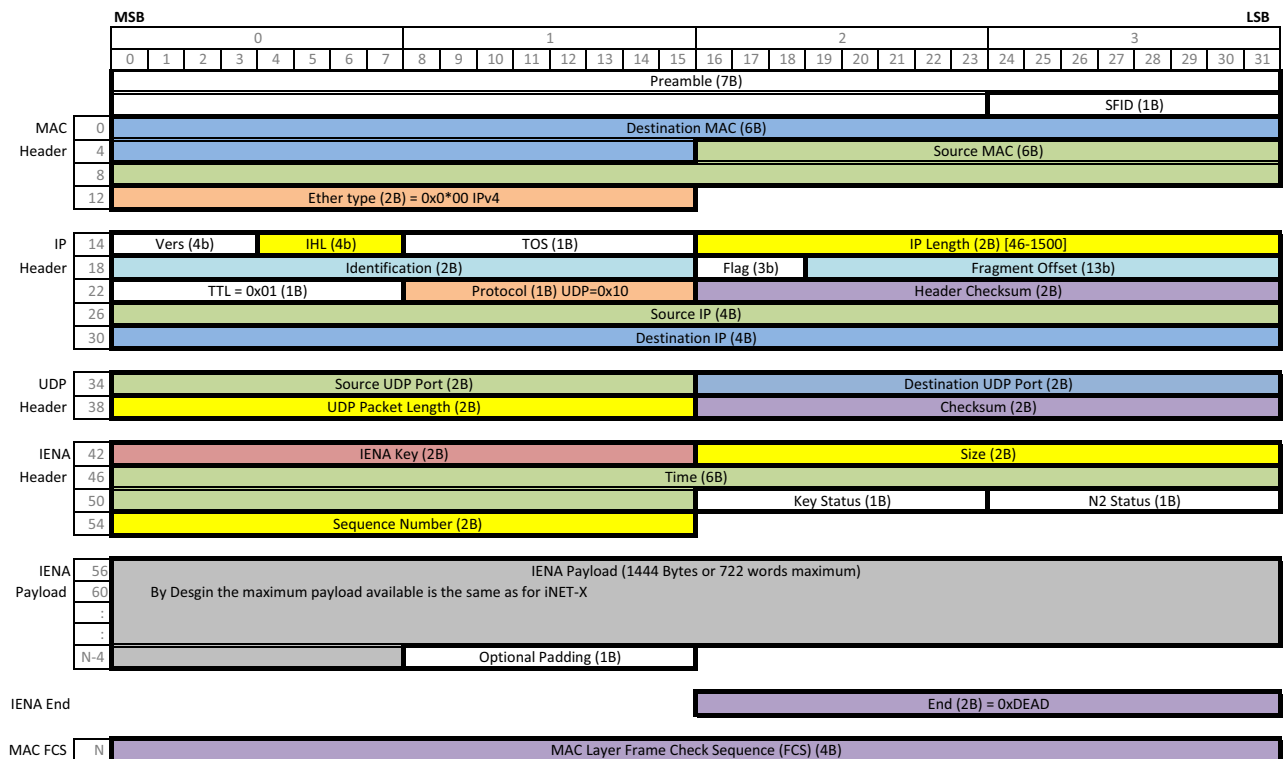 MSB LSB
0 1 2 3
0 1 2 3 4 5 6 7 8 9 10 11 12 13 14 15 16 17 18 19 20 21 22 23 24 25 26 27 28 29 30 31
Preamble (7B)
SFID (1B)
MAC 0 Destination MAC (6B)
Header 4 Source MAC (6B)
8
12 Ether type (2B) = 0x0*00 IPv4
IP 14 Vers (4b) IHL (4b) TOS (1B) IP Length (2B) [46-1500]
Header 18 Identification (2B) Flag (3b) Fragment Offset (13b)
22 TTL = 0x01 (1B) Protocol (1B) UDP=0x10 Header Checksum (2B)
26 Source IP (4B)
30 Destination IP (4B)
UDP 34 Source UDP Port (2B) Destination UDP Port (2B)
Header 38 UDP Packet Length (2B) Checksum (2B)
IENA 42 IENA Key (2B) Size (2B)
Header 46 Time (6B)
50 Key Status (1B) N2 Status (1B)
54 Sequence Number (2B)
IENA 56 IENA Payload (1444 Bytes or 722 words maximum)
Payload 60 By Desgin the maximum payload available is the same as for iNET-X
:
:
N-4 Optional Padding (1B)
IENA End End (2B) = 0xDEAD
MAC FCS N MAC Layer Frame Check Sequence (FCS) (4B)